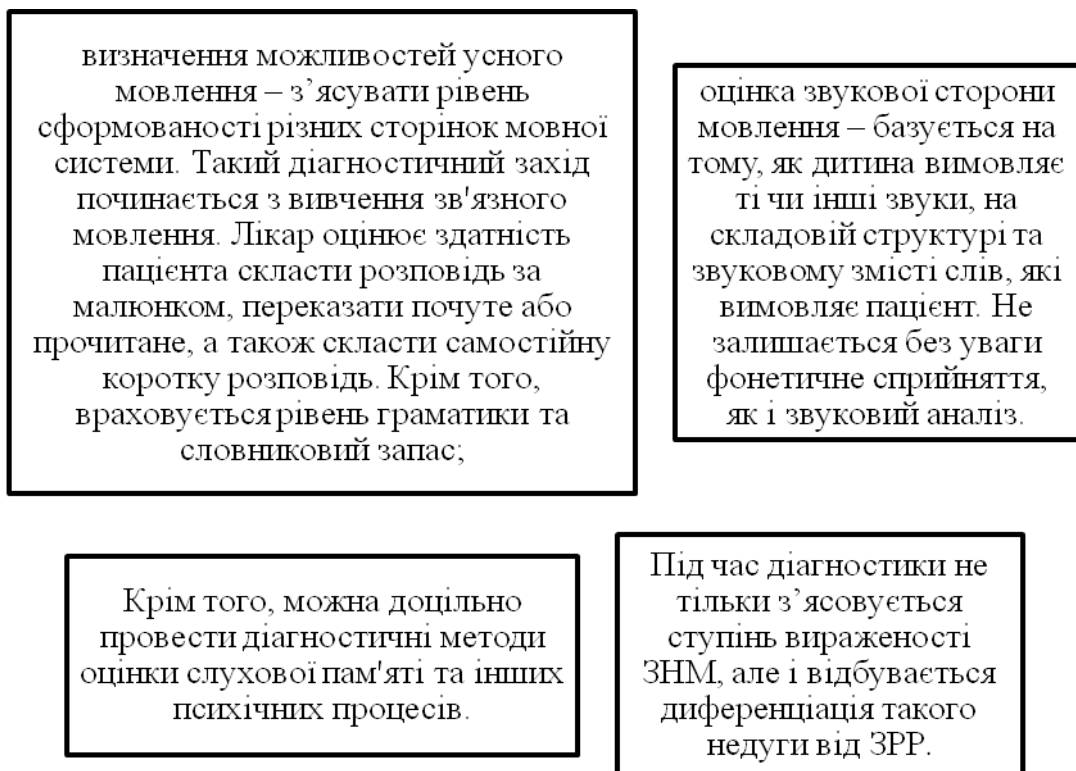 визначення можливостей усного
мовлення – з’ясувати рівень
сформованості різних сторінок мовної
системи. Такий діагностичний захід
починається з вивчення зв'язного
мовлення. Лікар оцінює здатність
пацієнта скласти розповідь за
малюнком, переказати почуте або
прочитане, а також скласти самостійну
коротку розповідь. Крім того,
враховується рівень граматики та
словниковий запас;
оцінка звукової сторони
мовлення – базується на
тому, як дитина вимовляє
ті чи інші звуки, на
складовій структурі та
звуковому змісті слів, які
вимовляє пацієнт. Не
залишається без уваги
фонетичне сприйняття,
як і звуковий аналіз.
Крім того, можна доцільно
провести діагностичні методи
оцінки слухової пам'яті та інших
психічних процесів.
Під час діагностики не
тільки з’ясовується
ступінь вираженості
ЗНМ, але і відбувається
диференціація такого
недуги від ЗРР.